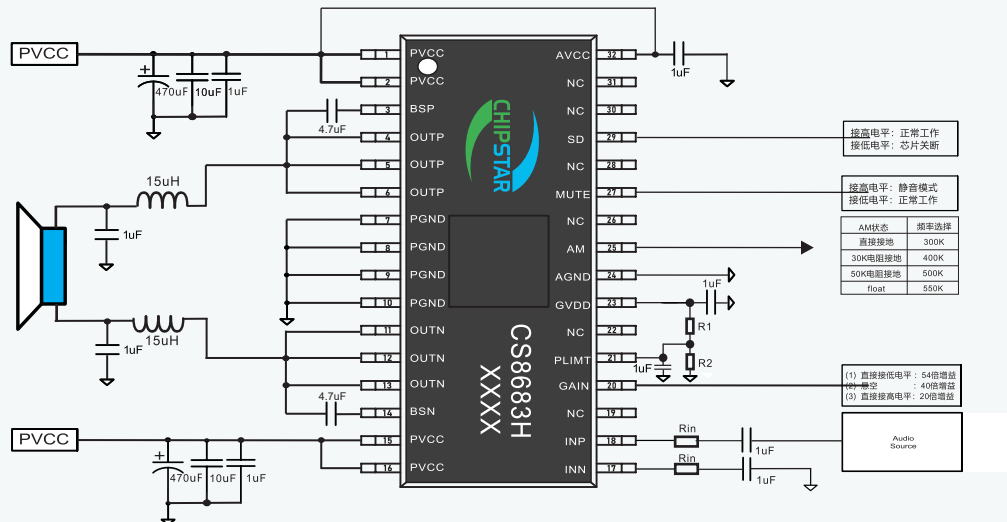 PVCC
470uF
10uF
1uF
4.7uF
15uH
1uF
1uF
15uH
4.7uF
PVCC
470uF
10uF
1uF
1 PVCC
2 PVCC
3 BSP
4 OUTP
5 OUTP
6 OUTP
7 PGND
8 PGND
9 PGND
10 PGND
11 OUTN
12 OUTN
13 OUTN
14 BSN
15 PVCC
16 PVCC
CHIPSTAR
CS8683H
XXXX
AVCC 32
NC 31
NC 30
SD 29
NC 28
MUTE 27
NC 26
AM 25
AGND 24
GVDD 23
NC 22
PLIMT 21
GAIN 20
NC 19
INP 18
INN 17
1uF
接高电平：正常工作
接低电平：芯片关断
接高电平：静音模式
接低电平：正常工作
AM状态 频率选择
直接接地 300K
30K电阻接地 400K
50K电阻接地 500K
float 550K
1uF
R1
R2
1uF
(1) 直接接低电平：54倍增益
(2) 悬空 ：40倍增益
(3) 直接接高电平：20倍增益
Rin
1uF
Rin
1uF
Audio
Source